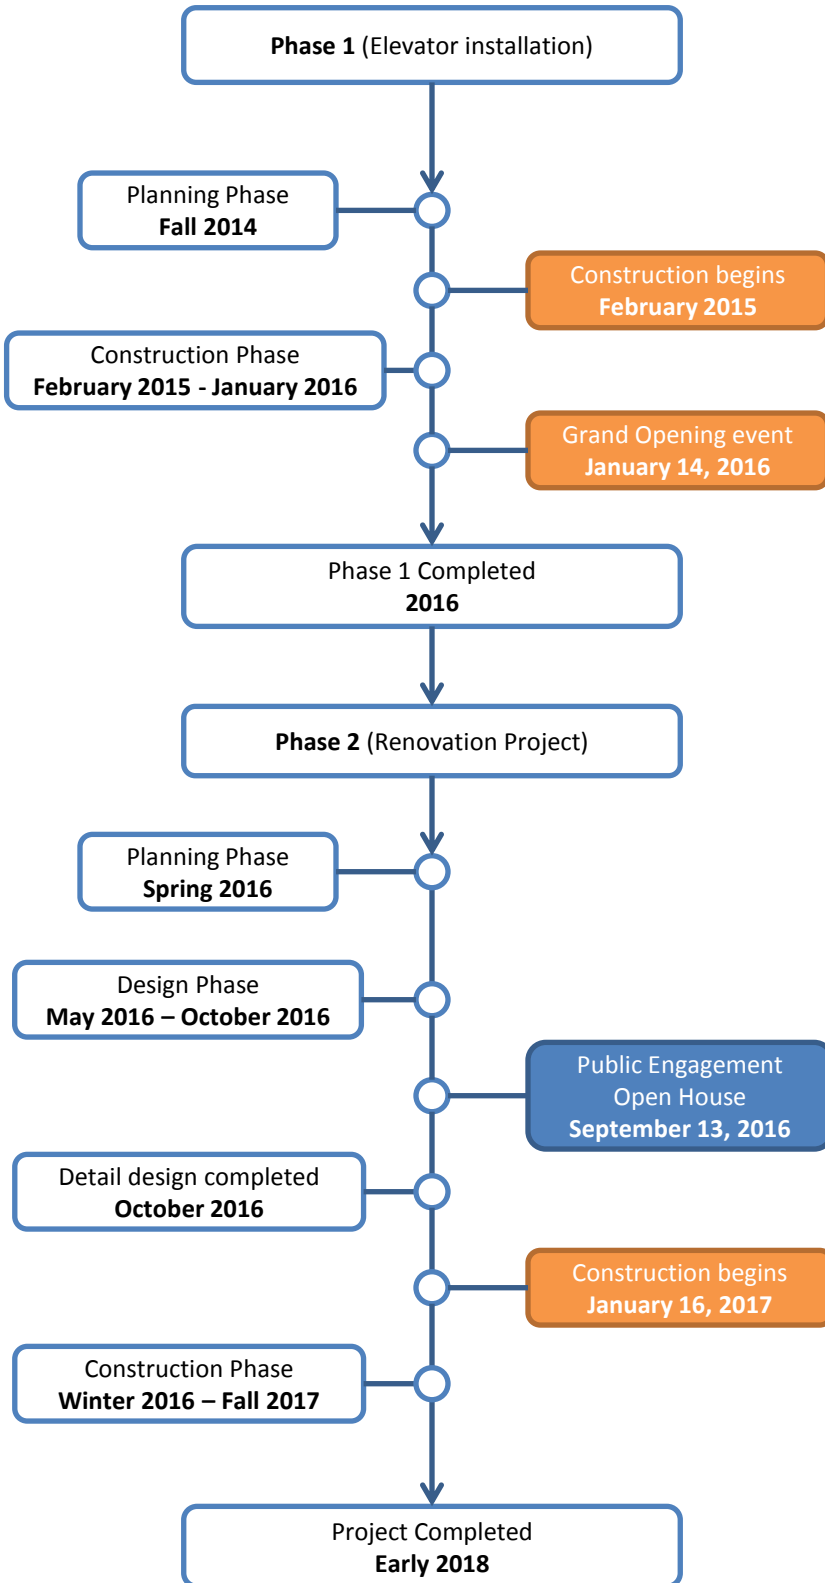 Phase 1 (Elevator installation)
Planning Phase
Fall 2014
Construction begins
February 2015
Construction Phase
February 2015 - January 2016
Grand Opening event
January 14, 2016
Phase 1 Completed
2016
Phase 2 (Renovation Project)
Planning Phase
Spring 2016
Design Phase
May 2016 – October 2016
Public Engagement
Open House
September 13, 2016
Detail design completed
October 2016
Construction begins
January 16, 2017
Construction Phase
Winter 2016 – Fall 2017
Project Completed
Early 2018